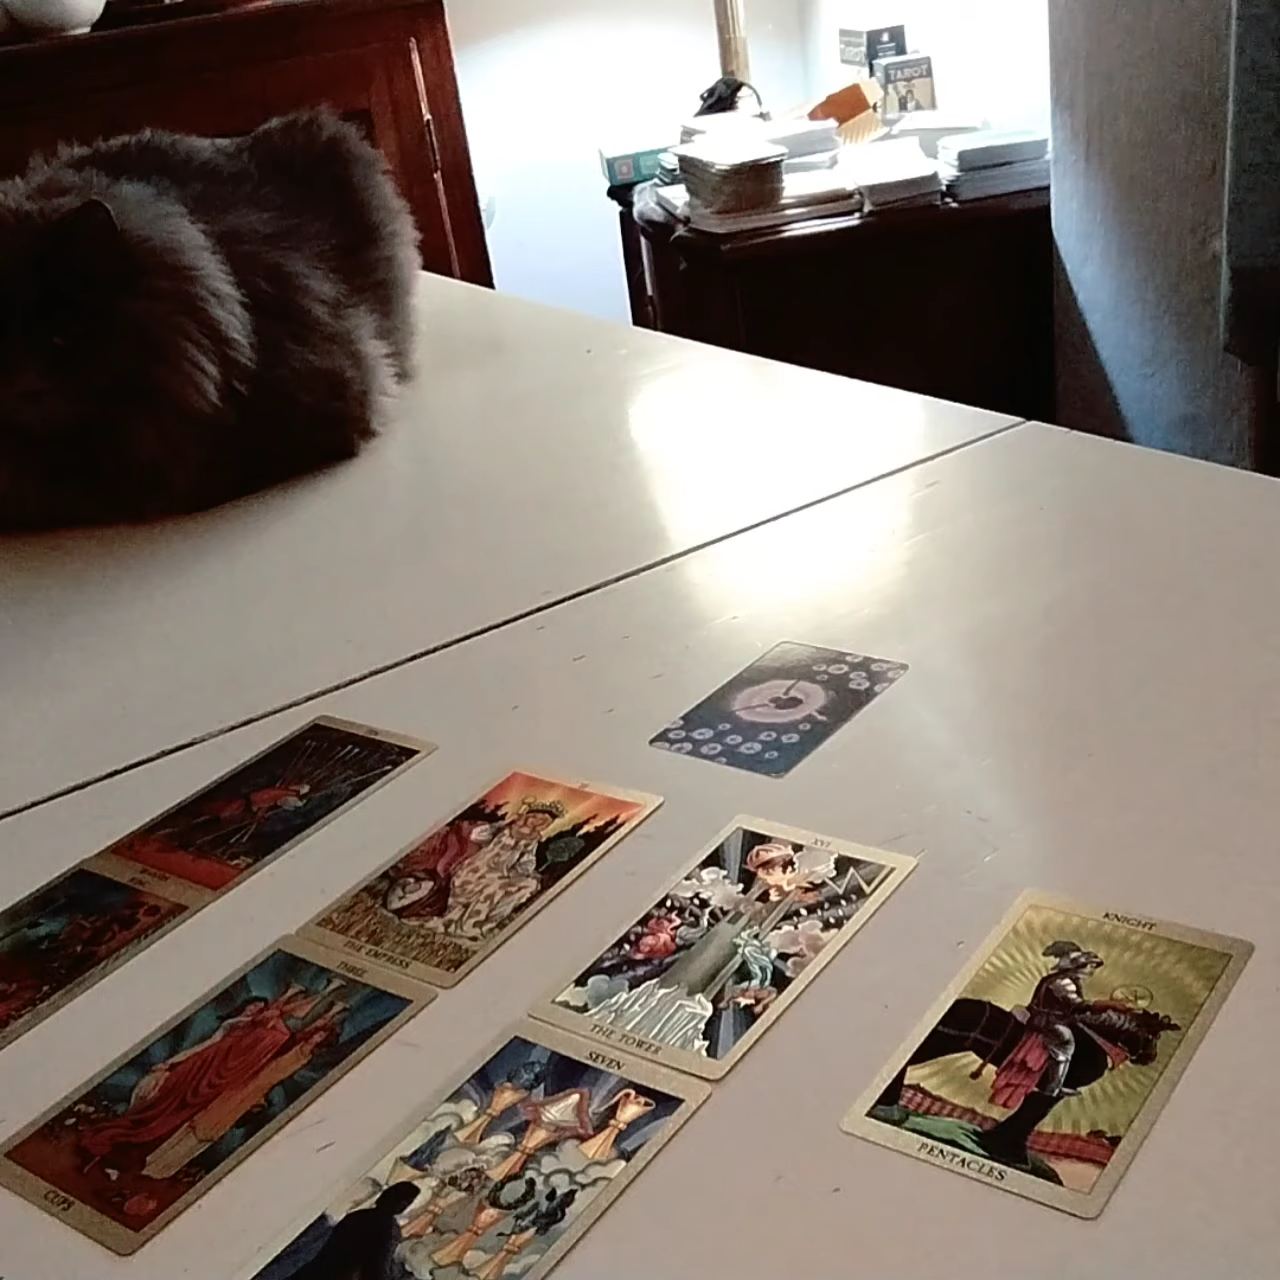 TAROT
THE EMPRESS
XVI
THE TOWER
THREE
CUPS
SEVEN
KNIGHT
PENTACLES